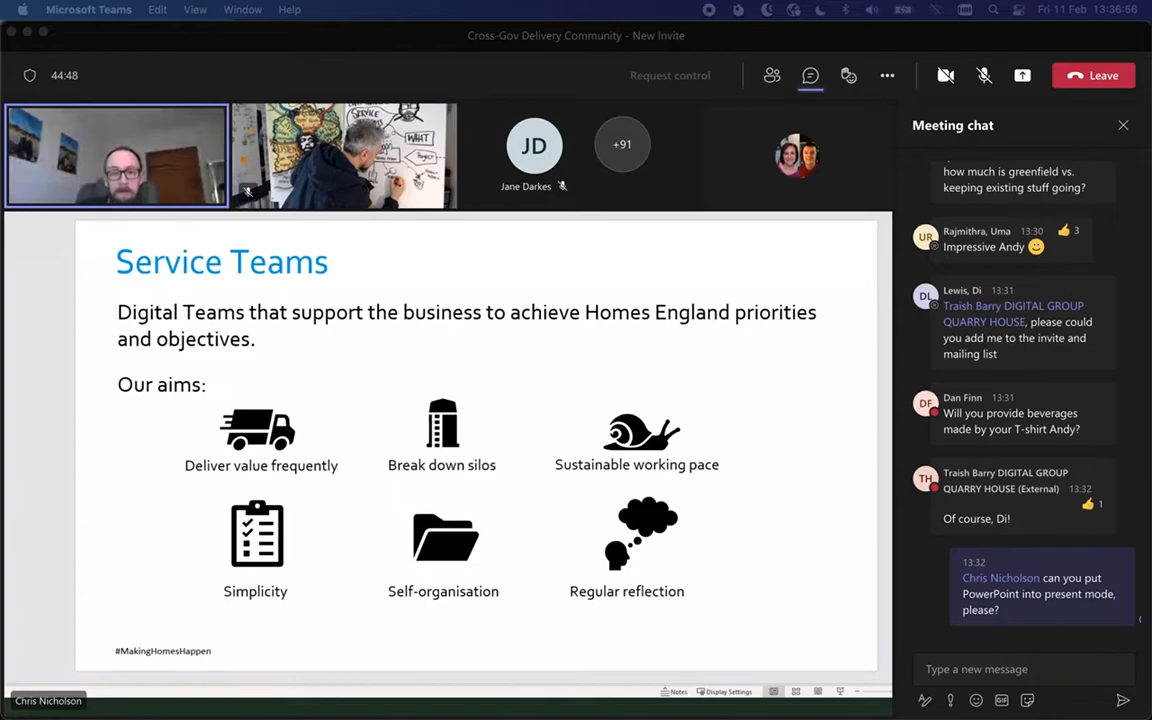 Microsoft Teams Edit View Window Help
Fri 11 Feb 13:36:56
Cross-Gov Delivery Community - New Invite
44:48
Request control
Leave
SERVICE
WHAT
Project
JD
+91
Jane Darkes
Service Teams
Digital Teams that support the business to achieve Homes England priorities
and objectives.
Our aims:
Deliver value frequently
Break down silos
Sustainable working pace
Simplicity
Self-organisation
Regular reflection
#MakingHomesHappen
Notes
Display Settings
Chris Nicholson
Meeting chat
how much is greenfield vs.
keeping existing stuff going?
UR
Rajmithra, Uma 13:30 3
Impressive Andy
DL
Lewis, Di 13:31
Traish Barry DIGITAL GROUP
QUARRY HOUSE, please could
you add me to the invite and
mailing list
DF
Dan Finn 13:31
Will you provide beverages
made by your T-shirt Andy?
TH
Traish Barry DIGITAL GROUP
QUARRY HOUSE (External) 13:32
1
Of course, Di!
13:32
Chris Nicholson can you put
PowerPoint into present mode,
please?
Type a new message
GIF